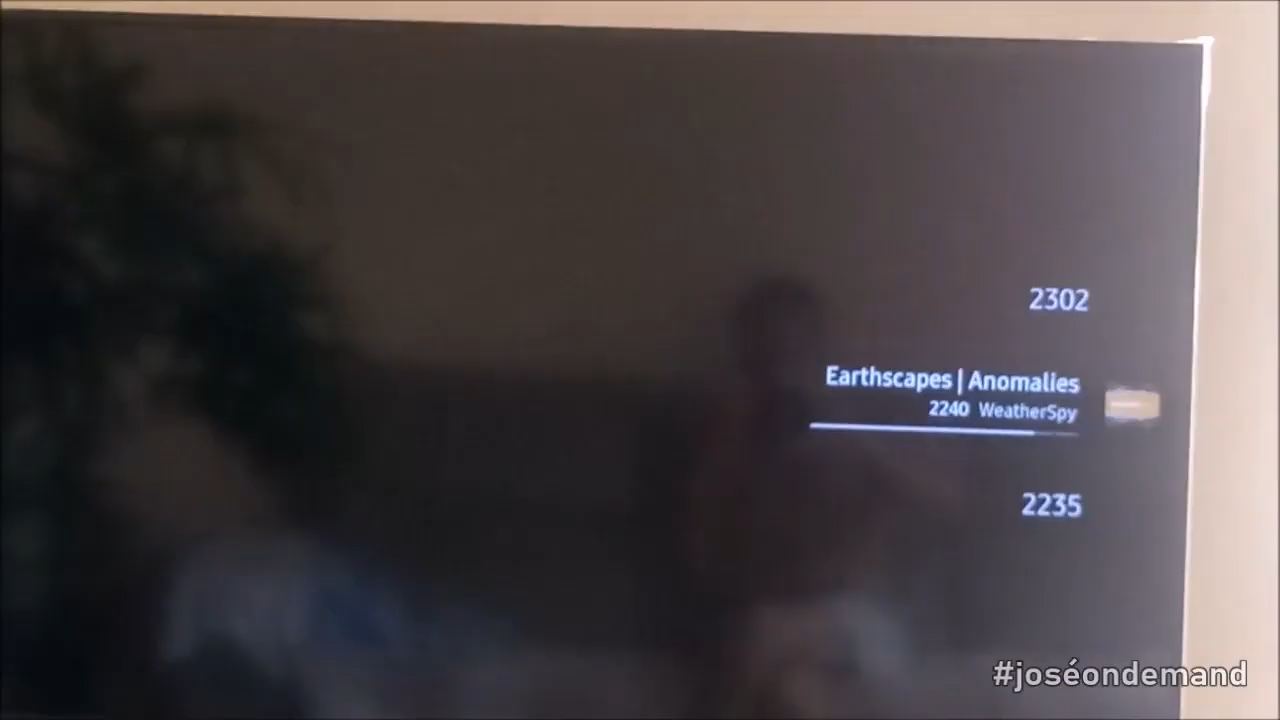 2302
Earthscapes | Anomalies
2240 WeatherSpy
2235
#joséondemand